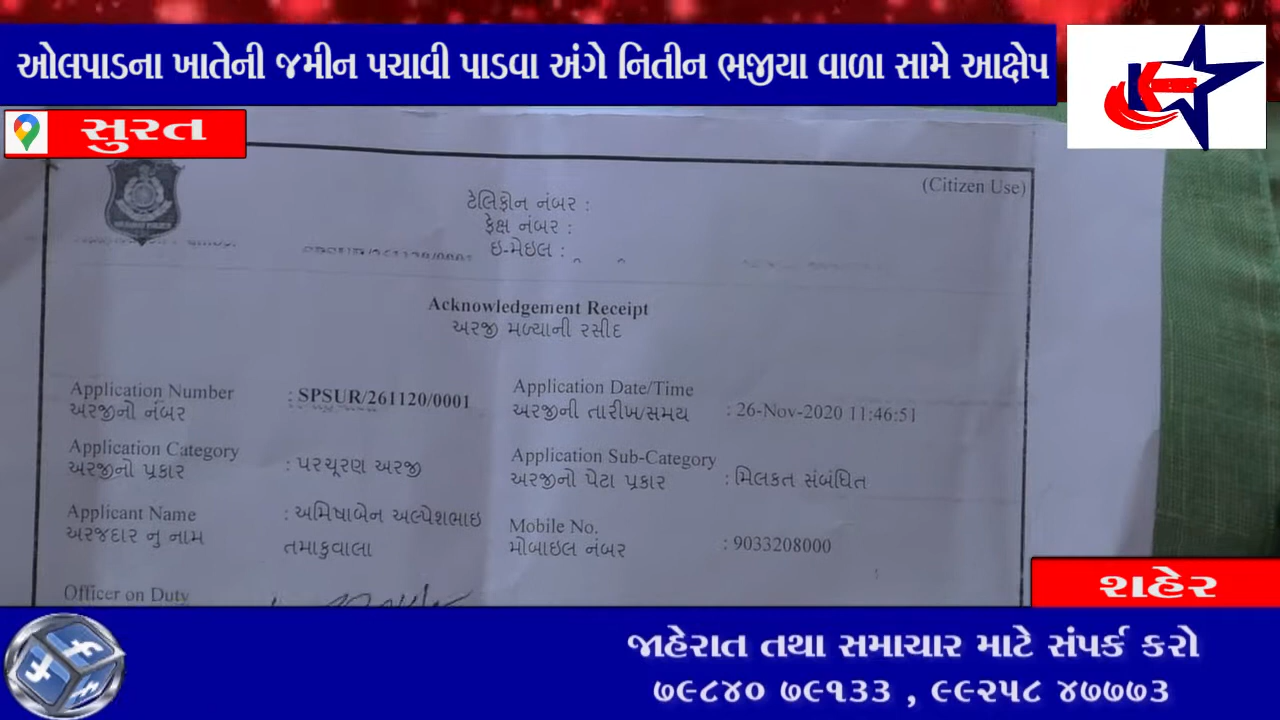 ઓલપાડના ખાતેની જમીન પચાવી પાડવા અંગે નિતીન ભજીયા વાળા સામે આક્ષેપ
સુરત
(Citizen Use)
ટેલિફોન નંબર :
ફેક્ષ નંબર :
ઇ-મેઇલ :
Acknowledgement Receipt
અરજી મળ્યાની રસીદ
Application Number : SPSUR/261120/0001 Application Date/Time
અરજીનો નંબર અરજીની તારીખ/સમય : 26-Nov-2020 11:46:51
Application Category Application Sub-Category
અરજીનો પ્રકાર : પરચૂરણ અરજી અરજીનો પેટા પ્રકાર : મિલકત સંબંધિત
Applicant Name : અમિષાબેન અલ્પેશભાઇ Mobile No.
અરજદાર નુ નામ તમાકુવાલા મોબાઇલ નંબર : 9033208000
Officer on Duty
શહેર
જાહેરાત તથા સમાચાર માટે સંપર્ક કરો
૭૯૮૪૦ ૭૯૧૩૩ , ૯૯૨૫૮ ૪૭૭૭૩